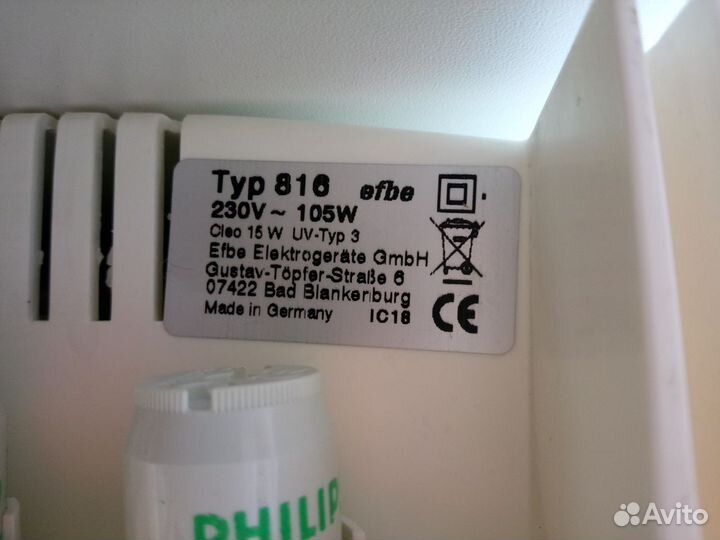 Typ 816 efbe
230V ~ 105W
Cleo 15 W UV-Typ 3
Efbe Elektrogeräte GmbH
Gustav-Töpfer-Straße 6
07422 Bad Blankenburg
Made in Germany IC18
CE
PHILIP
Avito